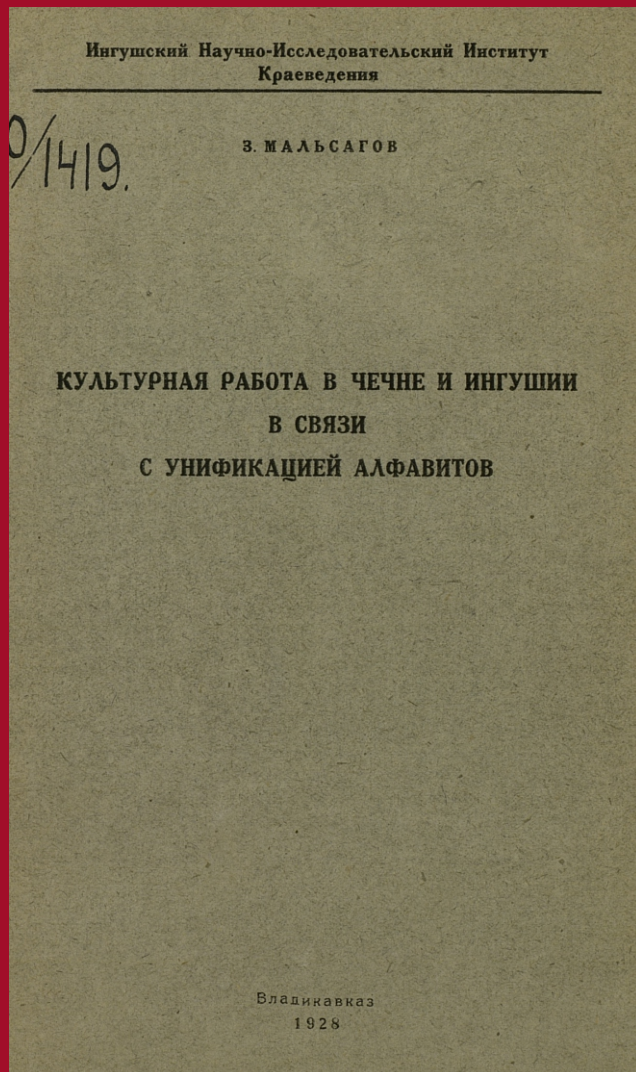 Ингушский Научно-Исследовательский Институт
Краеведения
З. МАЛЬСАГОВ
0/1419.
КУЛЬТУРНАЯ РАБОТА В ЧЕЧНЕ И ИНГУШИИ
В СВЯЗИ
С УНИФИКАЦИЕЙ АЛФАВИТОВ
Владикавказ
1928